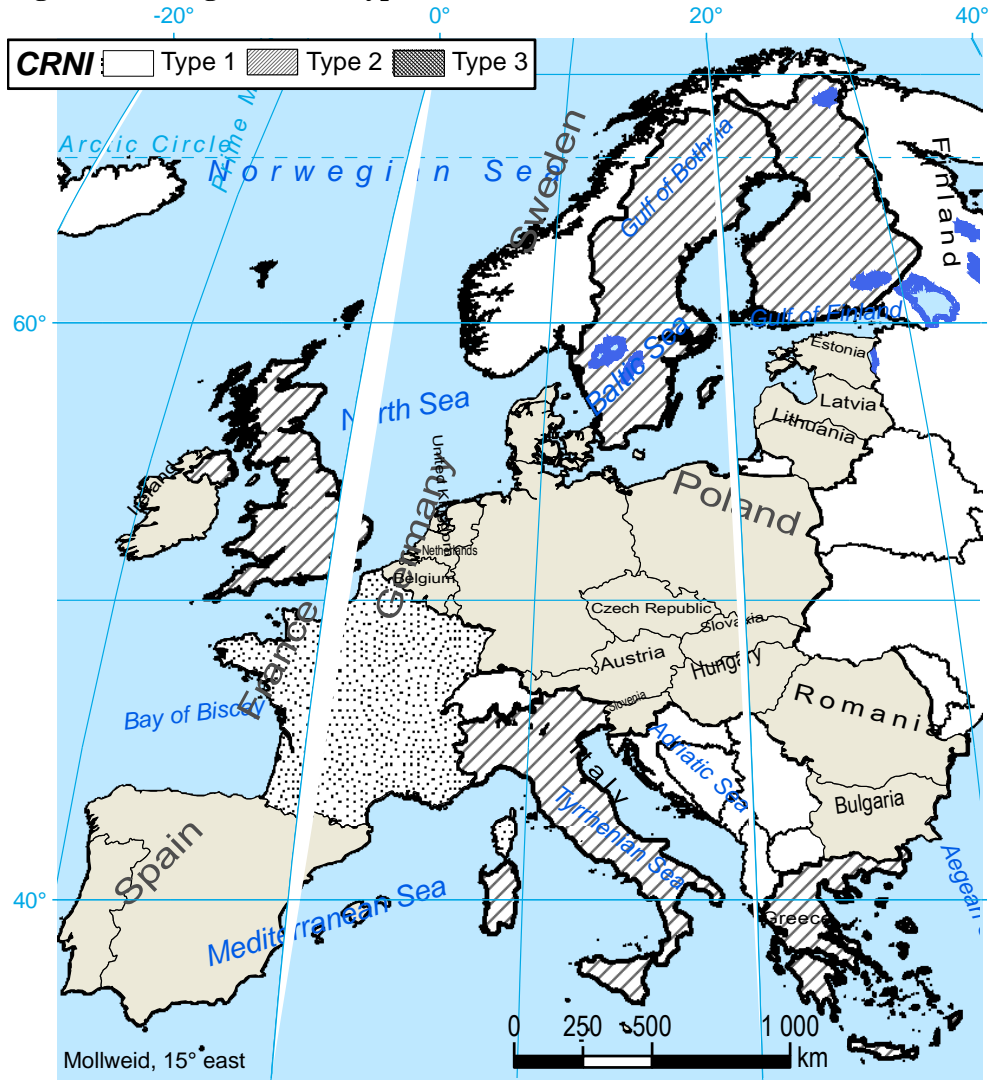 -20° 0° 20° 40°
CRNI : Type 1 Type 2 Type 3
Arctic Circle
Prime M
Norwegian Se
Sweden
Gulf of Bothnia
Finland
60°
Gulf of Finland
Estonia
Baltic Sea
Latvia
North Sea
Lithuania
United Kingdom
Ireland
Poland
Germany
Netherlands
Belgium
Czech Republic
Slovakia
France
Austria
Hungary
Slovenia
Romania
Bay of Biscay
Adriatic Sea
Italy
Tyrrhenian Sea
Bulgaria
Spain
Aegean
40°
Mediterranean Sea
Greece
0 250 500 1 000
km
Mollweid, 15° east